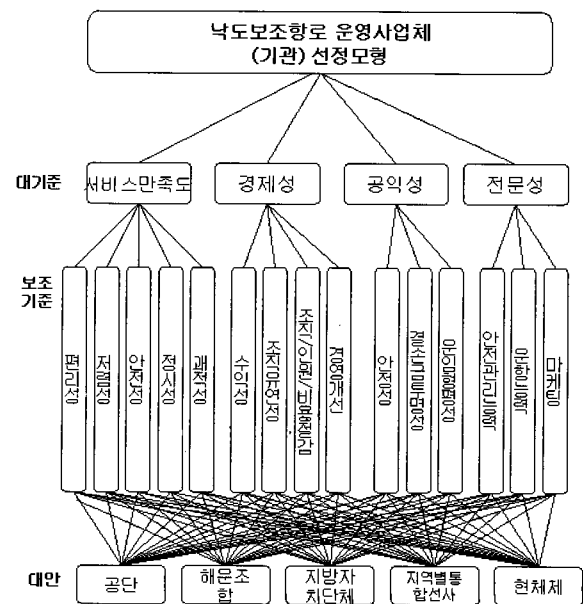 낙도보조항로 운영사업체
(기관) 선정모형
대기준
서비스만족도
경제성
공익성
전문성
보조
기준
편리성
저렴성
안전성
정시성
쾌적성
수익성
조직유연성
조직/인원/비용절감
경영개선
안정성
운영투명성
안전관리능력
운항능력
마케팅
대안
공단
해운조
합
지방자
치단체
지역별통
합선사
현체제